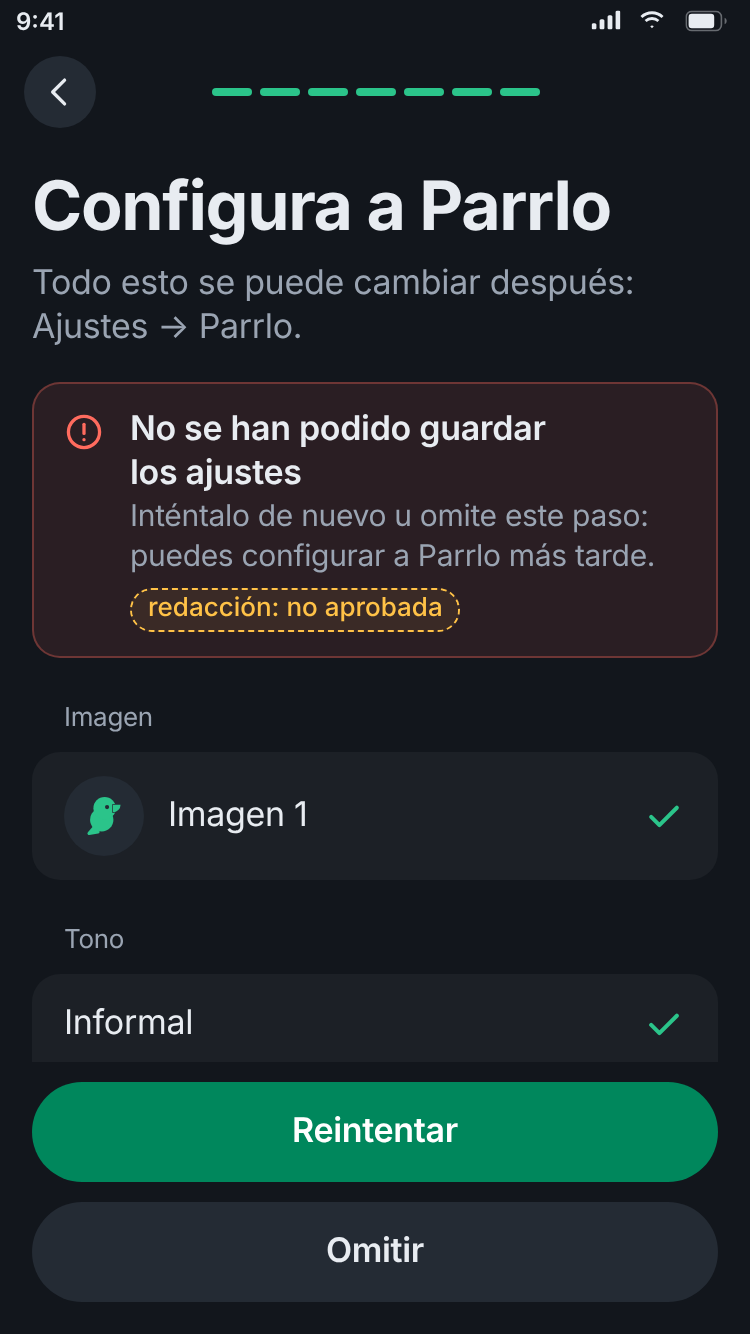 9:41
Configura a Parrlo
Todo esto se puede cambiar después:
Ajustes → Parrlo.
No se han podido guardar
los ajustes
Inténtalo de nuevo u omite este paso:
puedes configurar a Parrlo más tarde.
redacción: no aprobada
Imagen
Imagen 1
Tono
Informal
Reintentar
Omitir